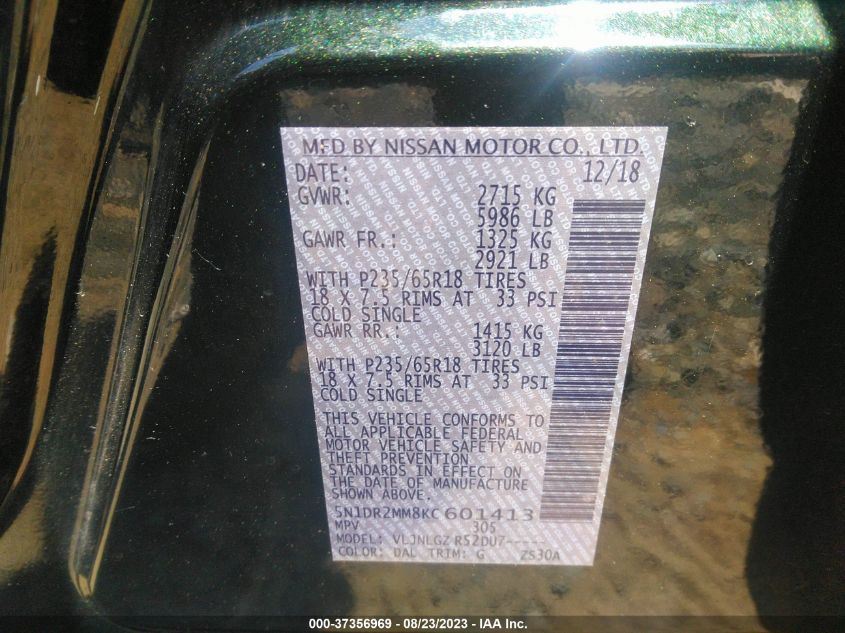 MFD BY NISSAN MOTOR CO., LTD.
DATE: 12/18
GVWR: 2715 KG
5986 LB
GAWR FR.: 1325 KG
2921 LB
WITH P235/65R18 TIRES
18 X 7.5 RIMS AT 33 PSI
COLD SINGLE
GAWR RR.: 1415 KG
3120 LB
WITH P235/65R18 TIRES
18 X 7.5 RIMS AT 33 PSI
COLD SINGLE
THIS VEHICLE CONFORMS TO
ALL APPLICABLE FEDERAL
MOTOR VEHICLE SAFETY AND
THEFT PREVENTION
STANDARDS IN EFFECT ON
THE DATE OF MANUFACTURE
SHOWN ABOVE.
5N1DR2MM8KC601413
MPV 305
MODEL: VLJNLGZ RS2DU7-----
COLOR: DAL TRIM: G ZS30A
000-37356969 - 08/23/2023 - IAA Inc.